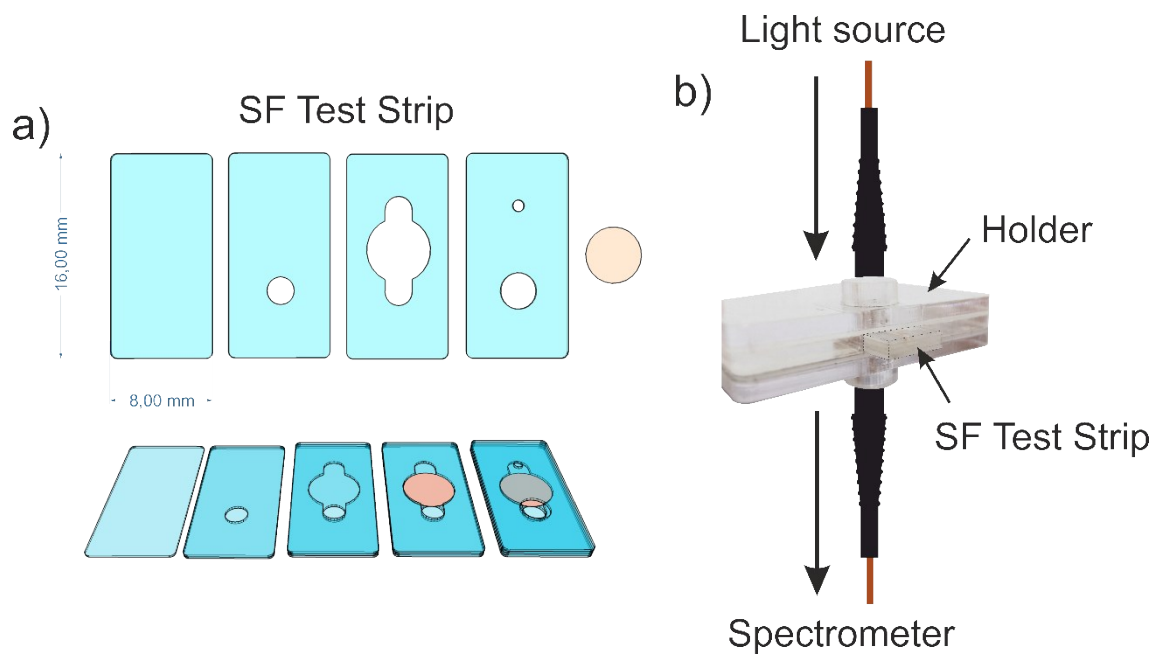 a)
SF Test Strip
16,00 mm
8,00 mm
b)
Light source
Holder
SF Test Strip
Spectrometer